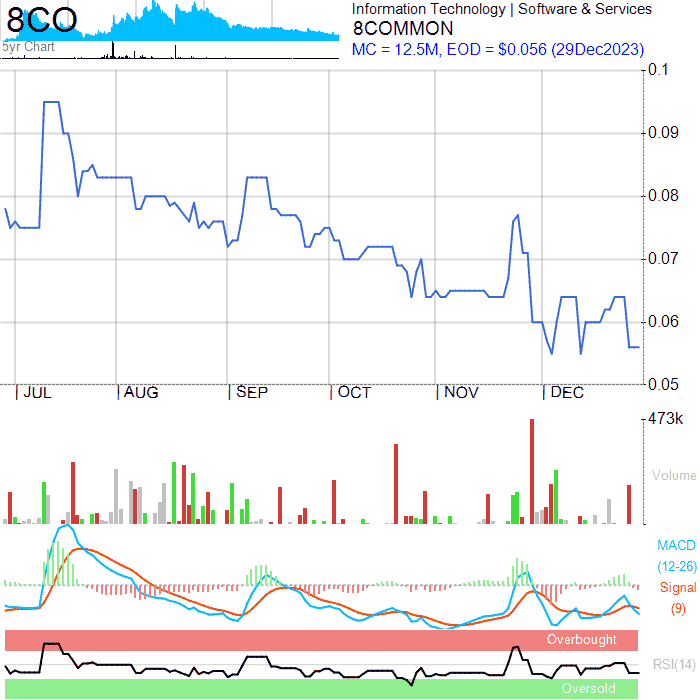 8CO
5yr Chart
Information Technology | Software & Services
8COMMON
MC = 12.5M, EOD = $0.056 (29Dec2023)
0.1
0.09
0.08
0.07
0.06
0.05
JUL
AUG
SEP
OCT
NOV
DEC
473k
Volume
MACD
(12-26)
Signal
(9)
Overbought
RSI(14)
Oversold